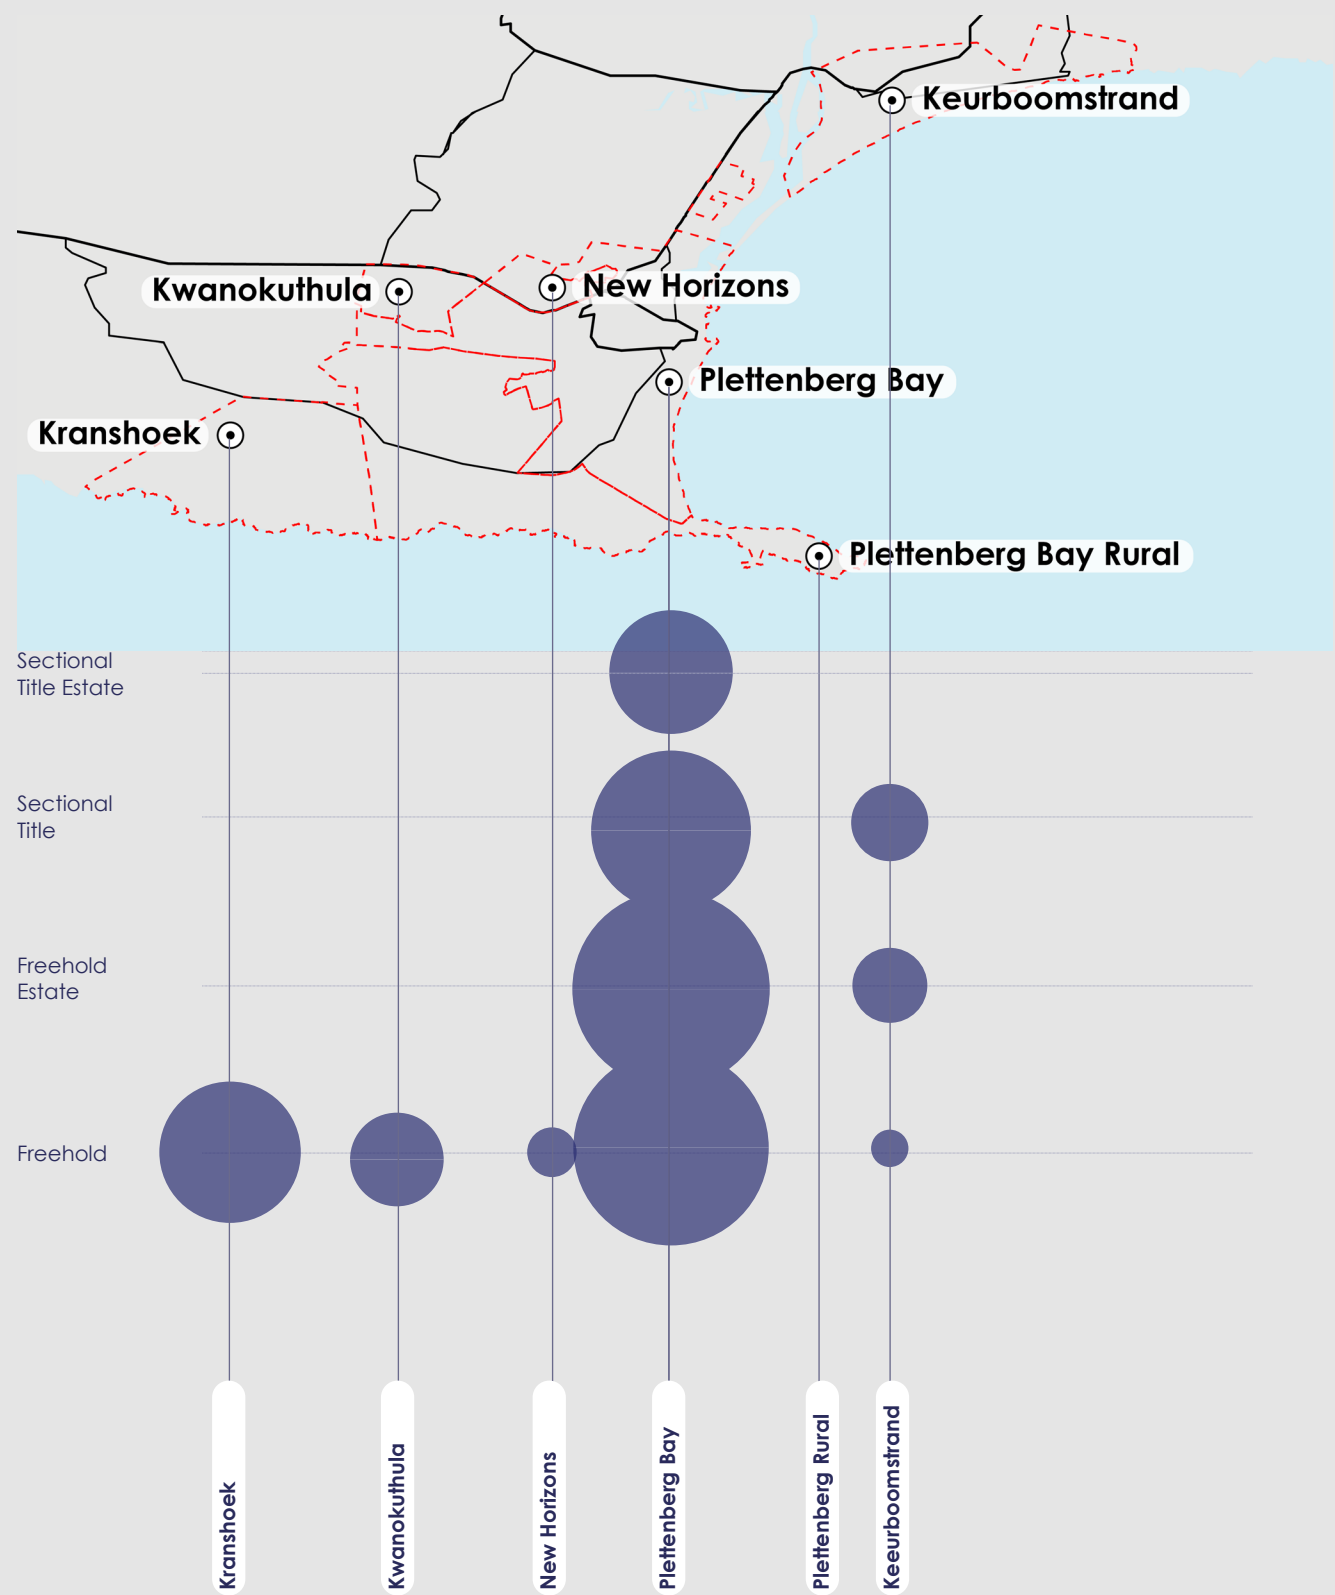 Keurboomstrand
Kwanokuthula
New Horizons
Plettenberg Bay
Kranshoek
Plettenberg Bay Rural
Sectional
Title Estate
Sectional
Title
Freehold
Estate
Freehold
Kranshoek
Kwanokuthula
New Horizons
Plettenberg Bay
Plettenberg Rural
Keeurboomstrand